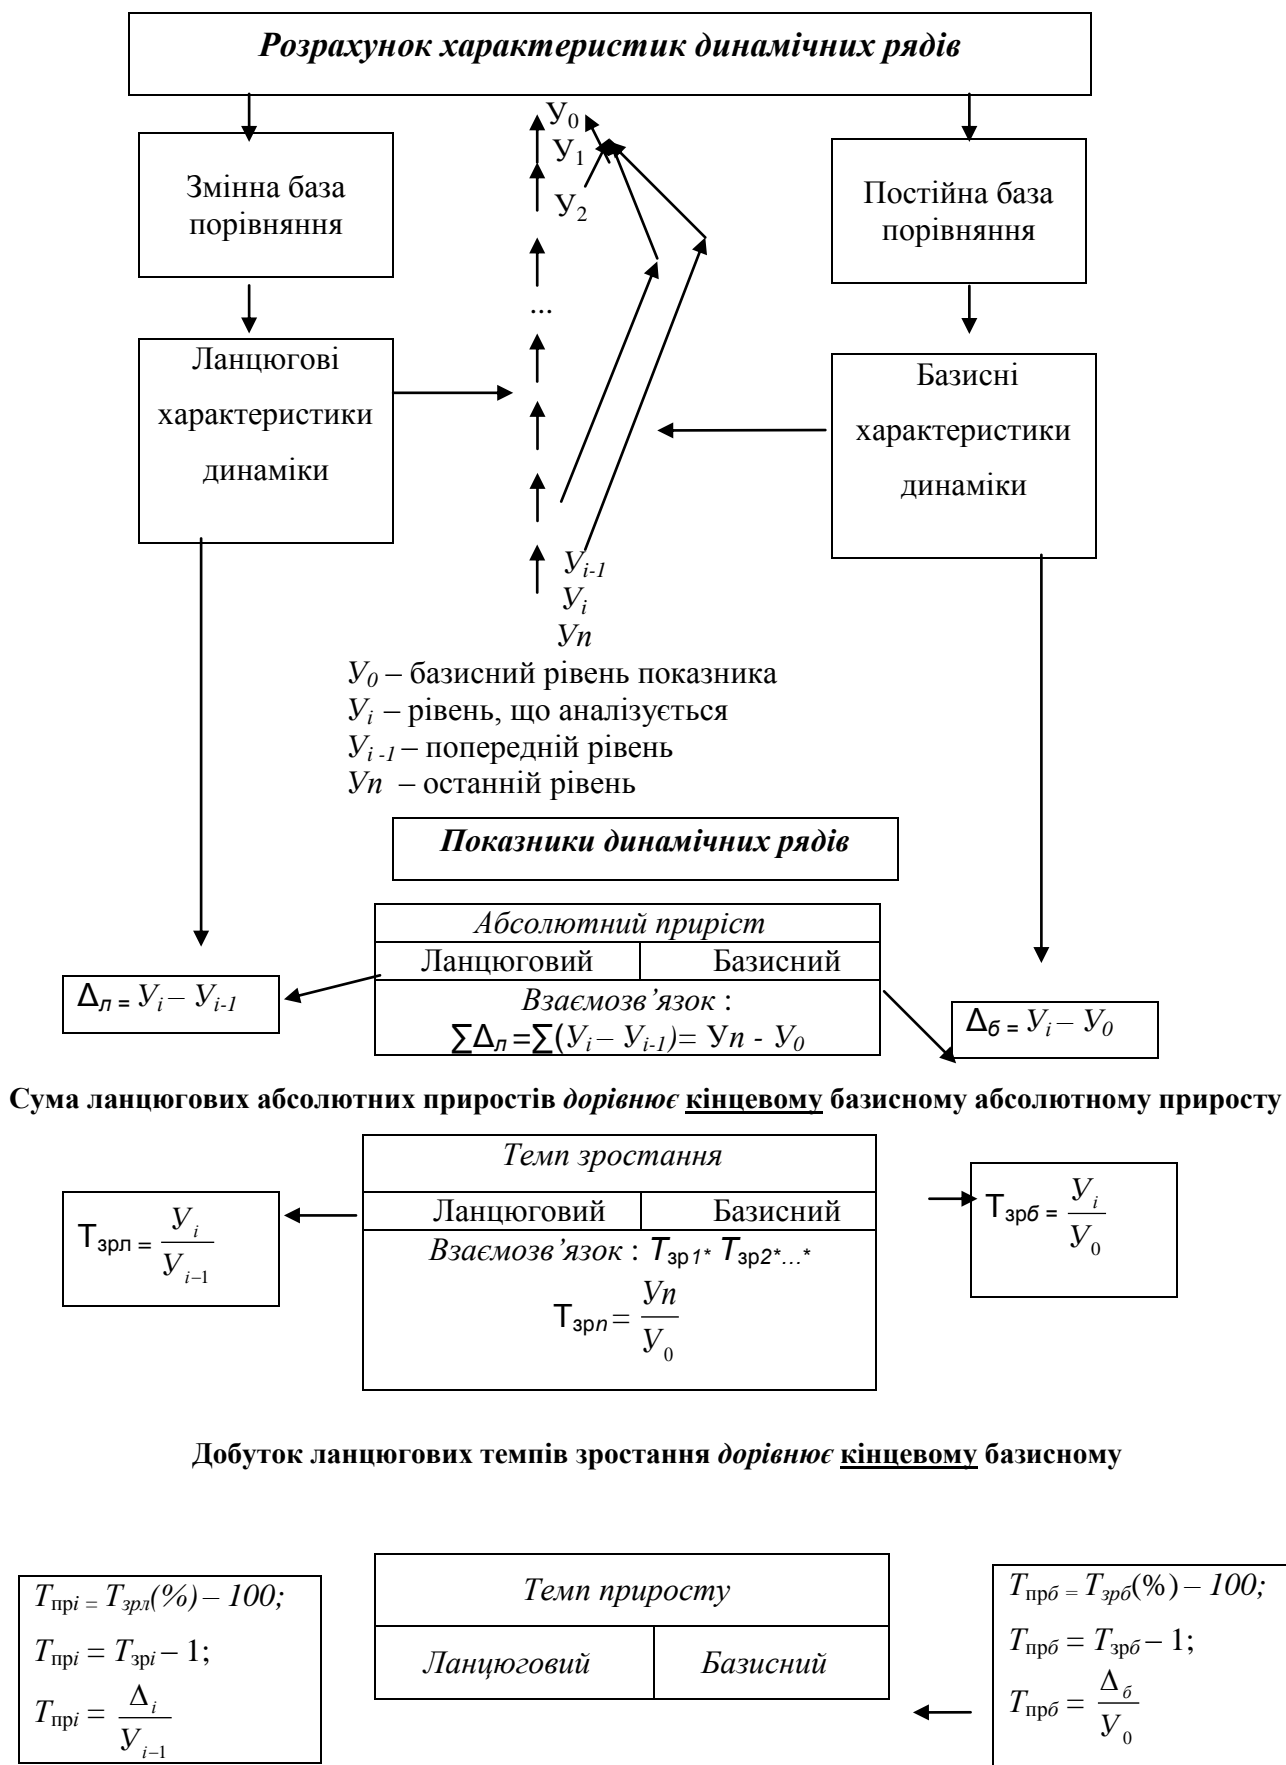 Розрахунок характеристик динамічних рядів
Змінна база
порівняння
У0
У1
У2
...
Постійна база
порівняння
Ланцюгові
характеристики
динаміки
Базисні
характеристики
динаміки
Уi-1
Уi
Уn
У0 – базисний рівень показника
Уi – рівень, що аналізується
Уi -1 – попередній рівень
Уn – останній рівень
Показники динамічних рядів
Абсолютний приріст
Ланцюговий Базисний
Взаємозв’язок :
∑Δл =∑(Уi – Уi-1)= Уn - У0
Δл = Уi – Уi-1
Δб = Уi – У0
Сума ланцюгових абсолютних приростів дорівнює кінцевому базисному абсолютному приросту
Темп зростання
Ланцюговий Базисний
Взаємозв’язок : Тзр1* Тзр2*…*
Тзрn = Уn / У0
Тзрл = Уi / Уi–1
Тзрб = Уi / У0
Добуток ланцюгових темпів зростання дорівнює кінцевому базисному
Тпрi = Тзрл(%) – 100;
Тпрi = Тзрi – 1;
Тпрi = Δi / Уi–1
Темп приросту
Ланцюговий Базисний
Тпрб = Тзрб(%) – 100;
Тпрб = Тзрб – 1;
Тпрб = Δб / У0